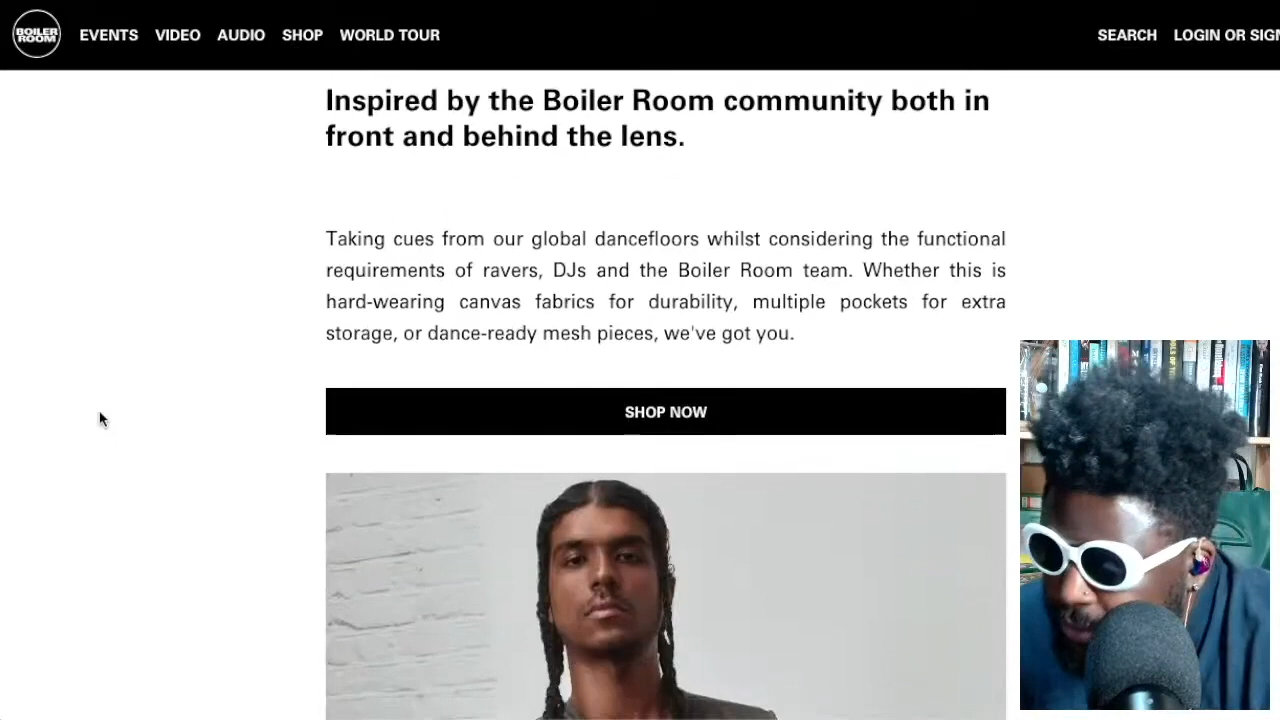 BOILER
ROOM
EVENTS VIDEO AUDIO SHOP WORLD TOUR SEARCH LOGIN OR SIGN
Inspired by the Boiler Room community both in
front and behind the lens.
Taking cues from our global dancefloors whilst considering the functional
requirements of ravers, DJs and the Boiler Room team. Whether this is
hard-wearing canvas fabrics for durability, multiple pockets for extra
storage, or dance-ready mesh pieces, we've got you.
SHOP NOW